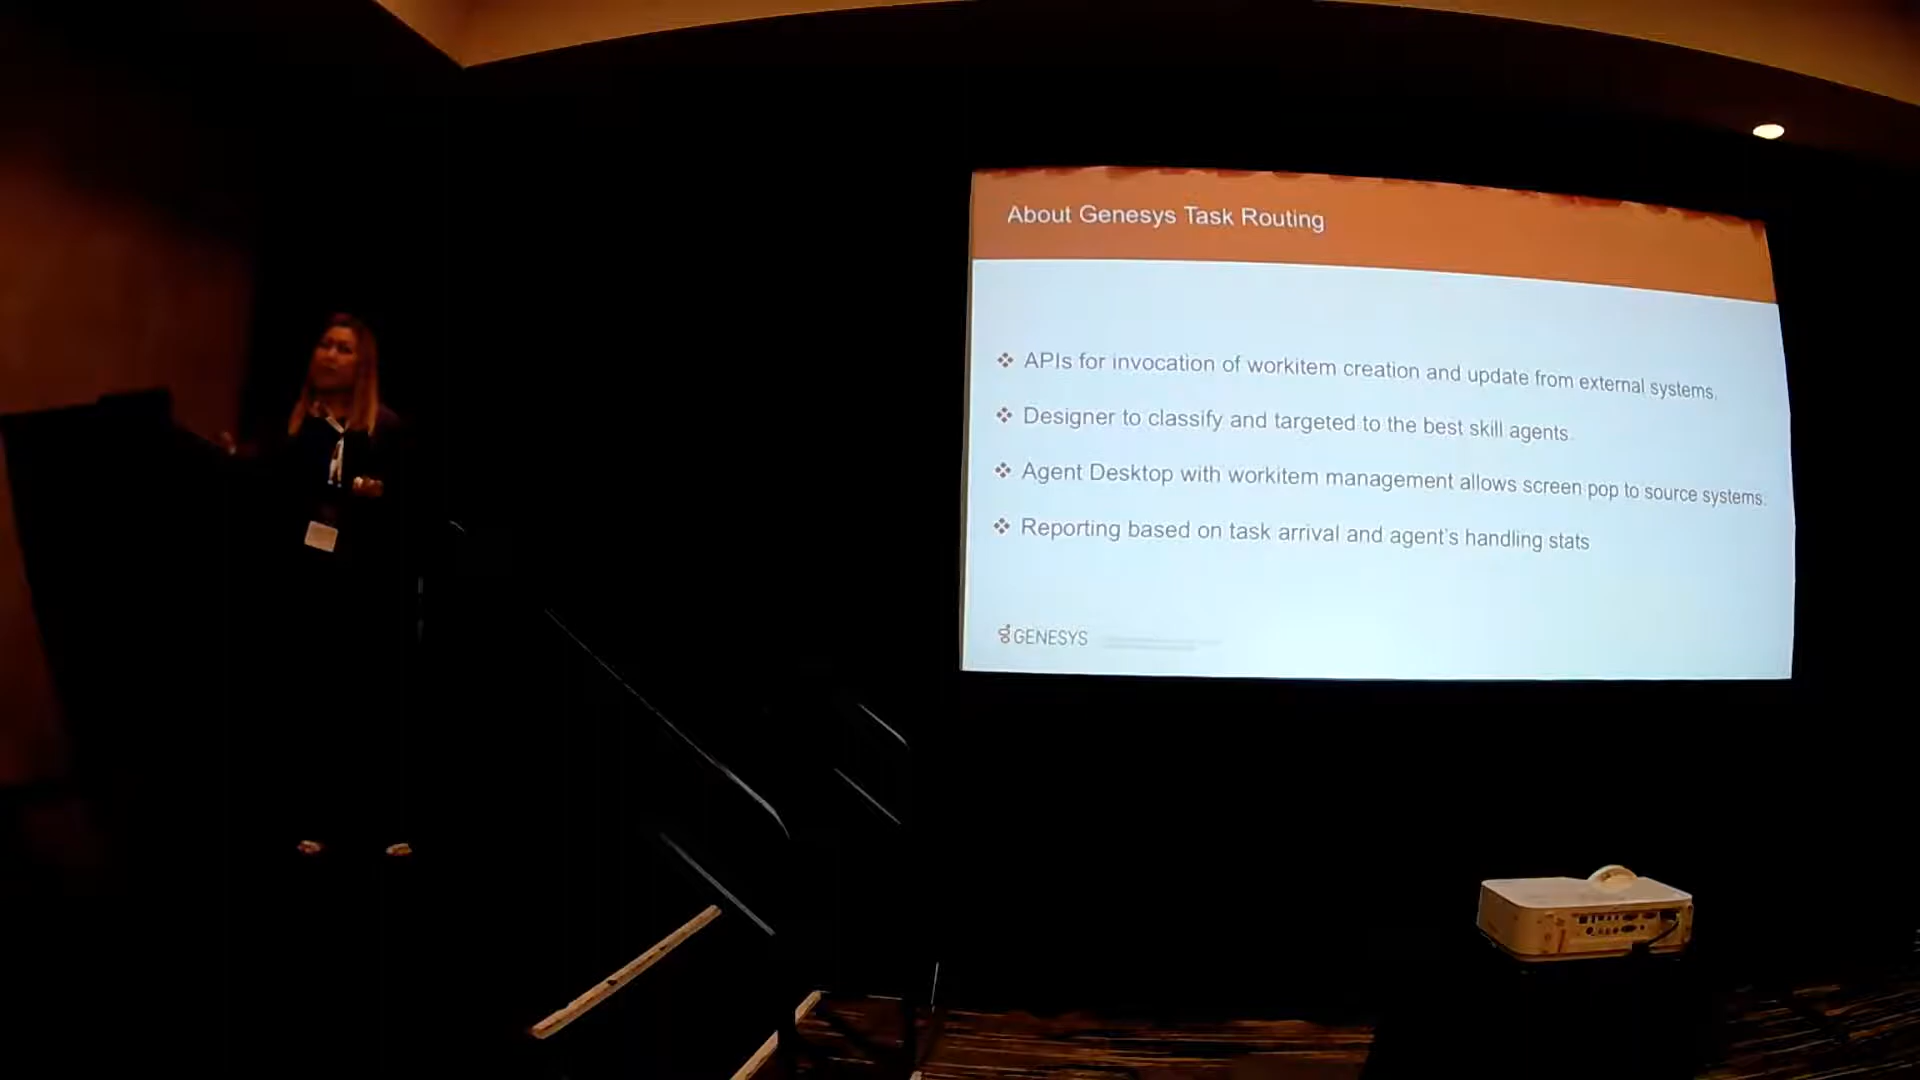 About Genesys Task Routing
APIs for invocation of workitem creation and update from external systems.
Designer to classify and targeted to the best skill agents.
Agent Desktop with workitem management allows screen pop to source systems.
Reporting based on task arrival and agent's handling stats
GENESYS